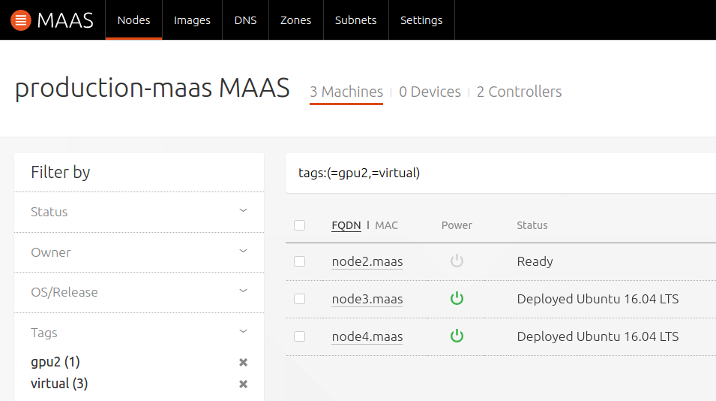 MAAS Nodes Images DNS Zones Subnets Settings
production-maas MAAS 3 Machines 0 Devices 2 Controllers
Filter by
Status
Owner
OS/Release
Tags
gpu2 (1)
virtual (3)
tags:(=gpu2,=virtual)
FQDN | MAC Power Status
node2.maas Ready
node3.maas Deployed Ubuntu 16.04 LTS
node4.maas Deployed Ubuntu 16.04 LTS